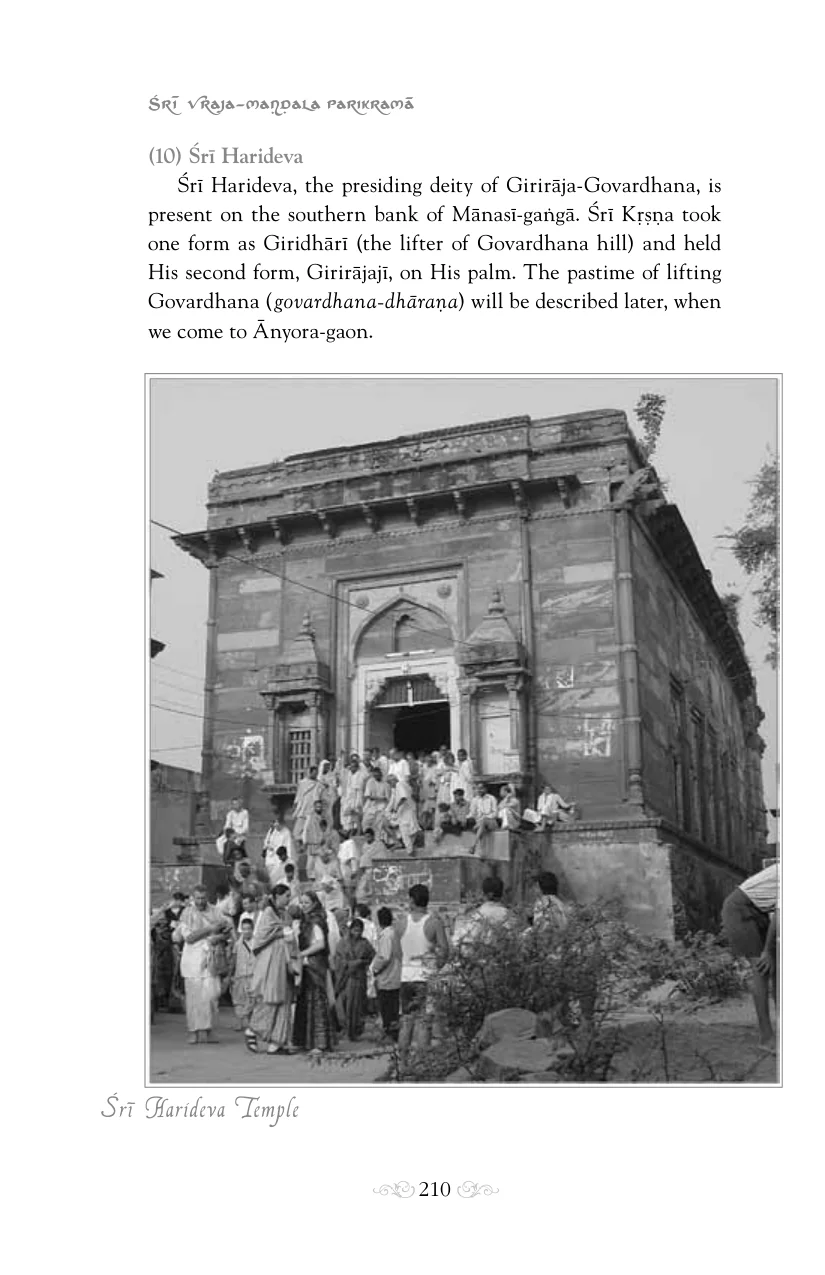 Śrī Vraja-maṇḍala Parikramā
(10) Śrī Harideva
Śrī Harideva, the presiding deity of Girirāja-Govardhana, is
present on the southern bank of Mānasī-gaṅgā. Śrī Kṛṣṇa took
one form as Giridhārī (the lifter of Govardhana hill) and held
His second form, Girirājajī, on His palm. The pastime of lifting
Govardhana (govardhana-dhāraṇa) will be described later, when
we come to Ānyora-gaon.
Śrī Harideva Temple
210